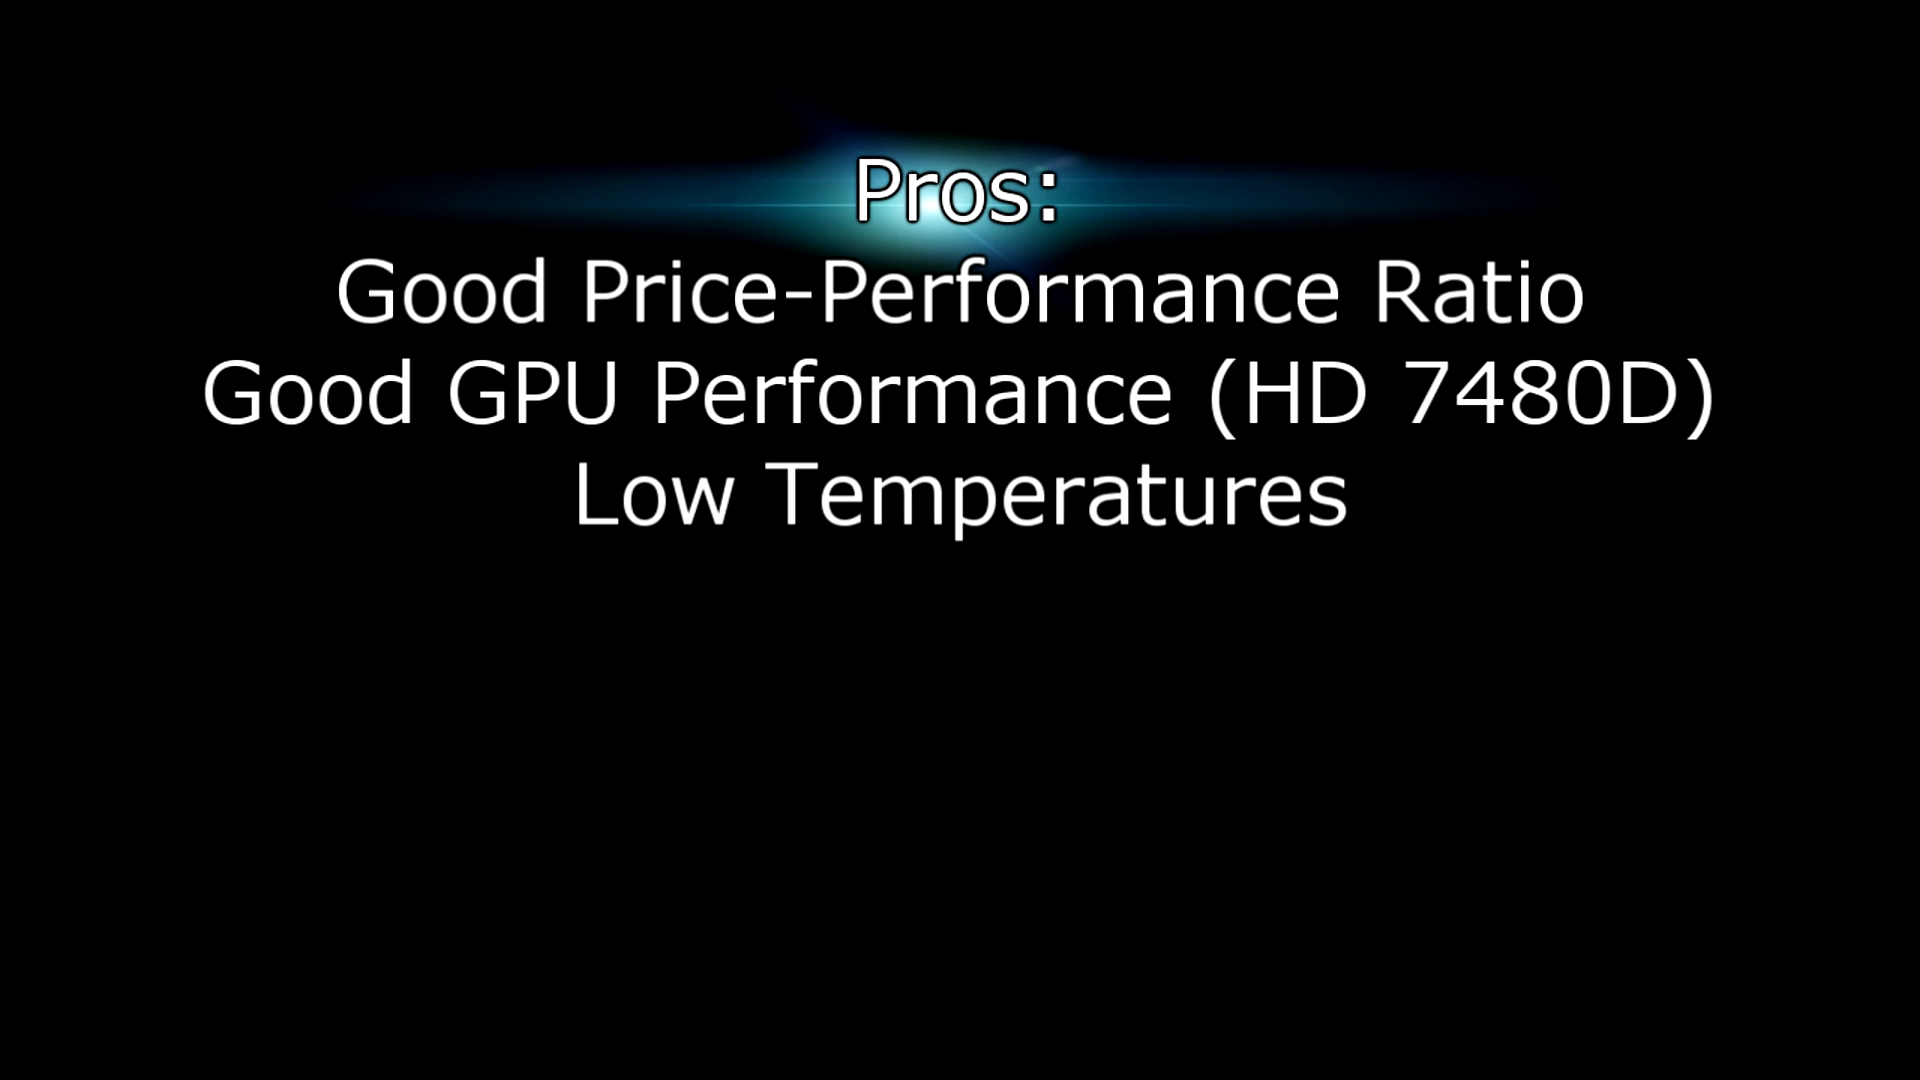 Pros:
Good Price-Performance Ratio
Good GPU Performance (HD 7480D)
Low Temperatures